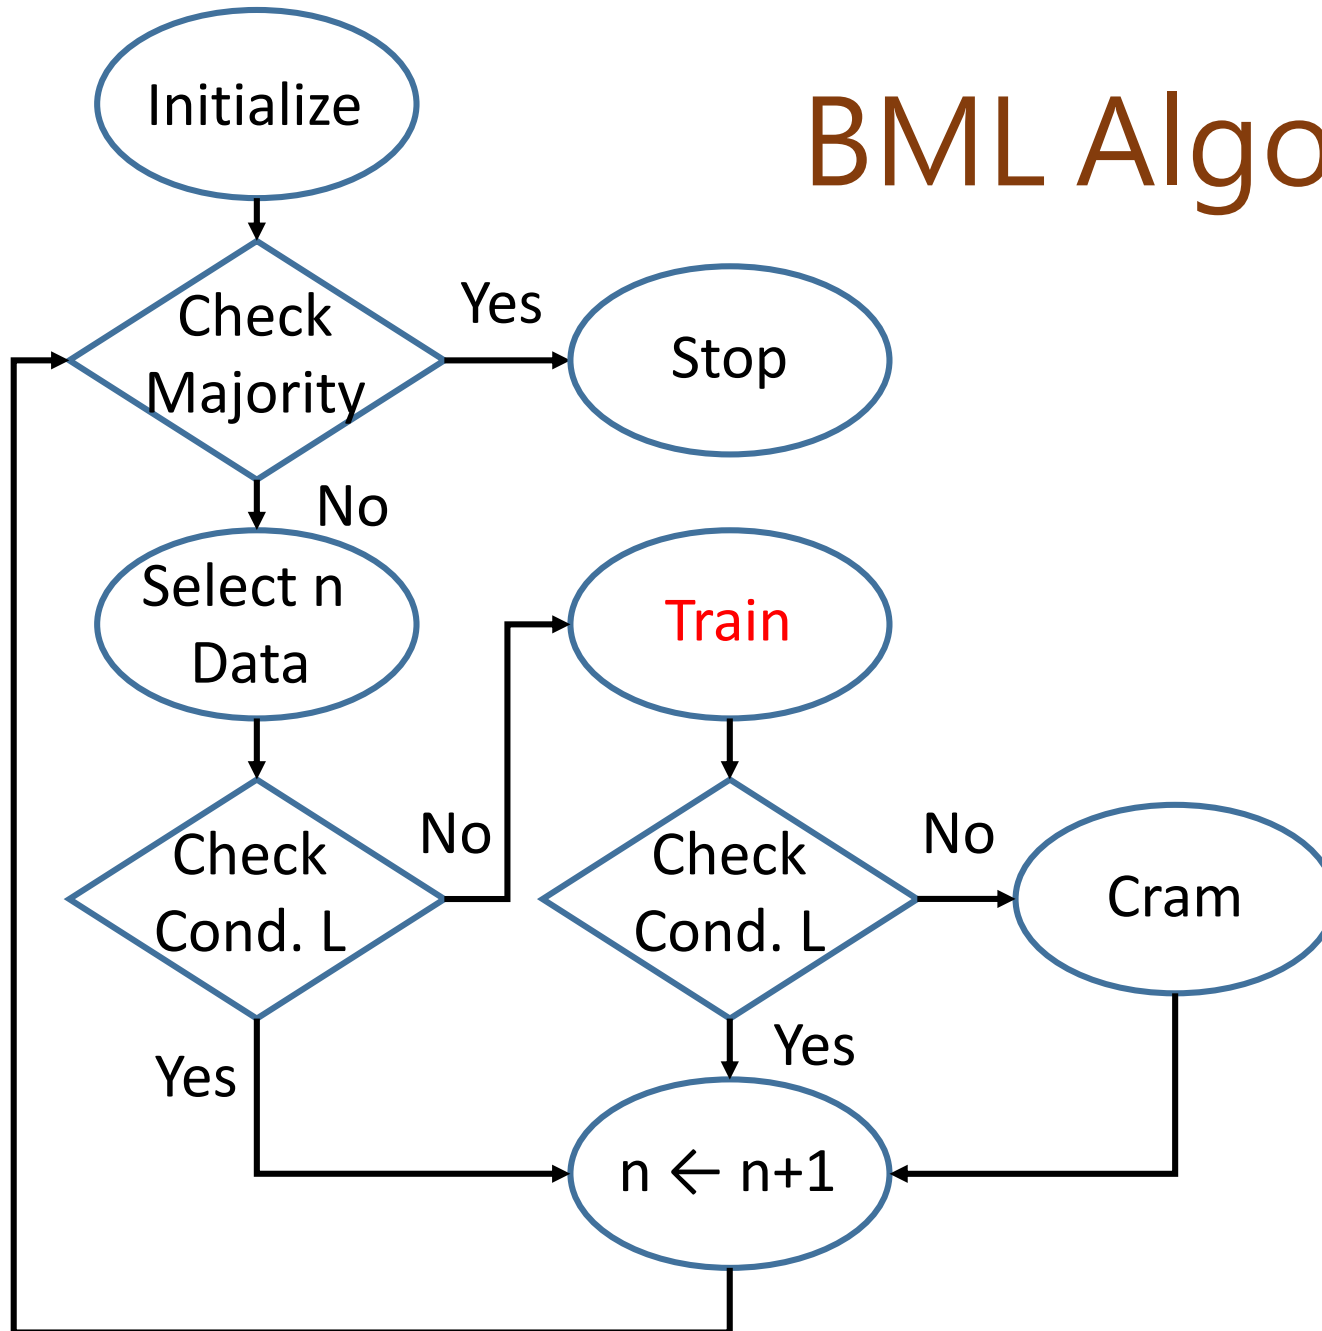 Initialize
BML Algo
Check
Majority
Yes
Stop
No
Select n
Data
Train
Check
Cond. L
No
Check
Cond. L
No
Cram
Yes
Yes
n ← n+1